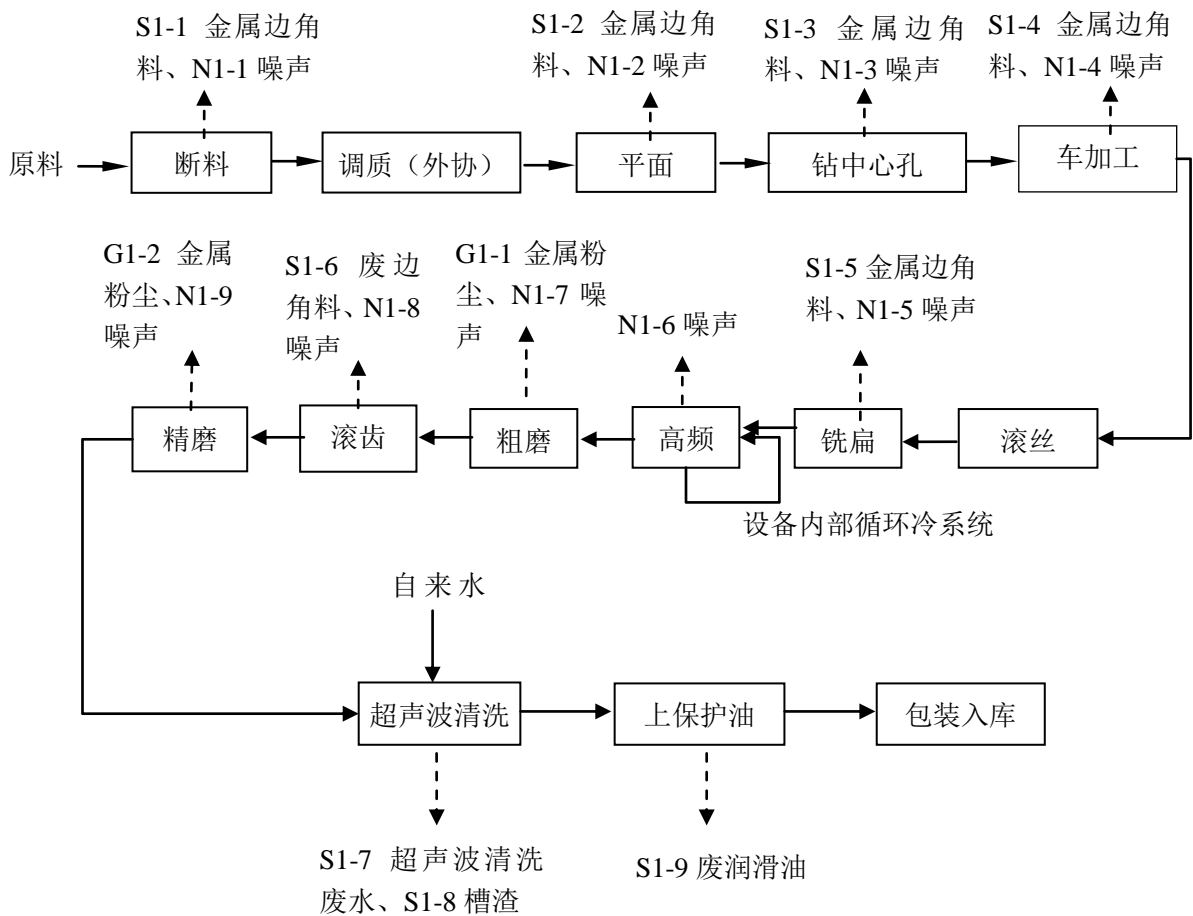 S1-1 金属边角
料、N1-1 噪声
S1-2 金属边角
料、N1-2 噪声
S1-3 金属边角
料、N1-3 噪声
S1-4 金属边角
料、N1-4 噪声
原料
断料
调质（外协）
平面
钻中心孔
车加工
G1-2 金属
粉尘、N1-9
噪声
S1-6 废边
角料、N1-8
噪声
G1-1 金属粉
尘、N1-7 噪
声
N1-6 噪声
S1-5 金属边角
料、N1-5 噪声
精磨
滚齿
粗磨
高频
铣扁
滚丝
设备内部循环冷系统
自来水
超声波清洗
上保护油
包装入库
S1-7 超声波清洗
废水、S1-8 槽渣
S1-9 废润滑油